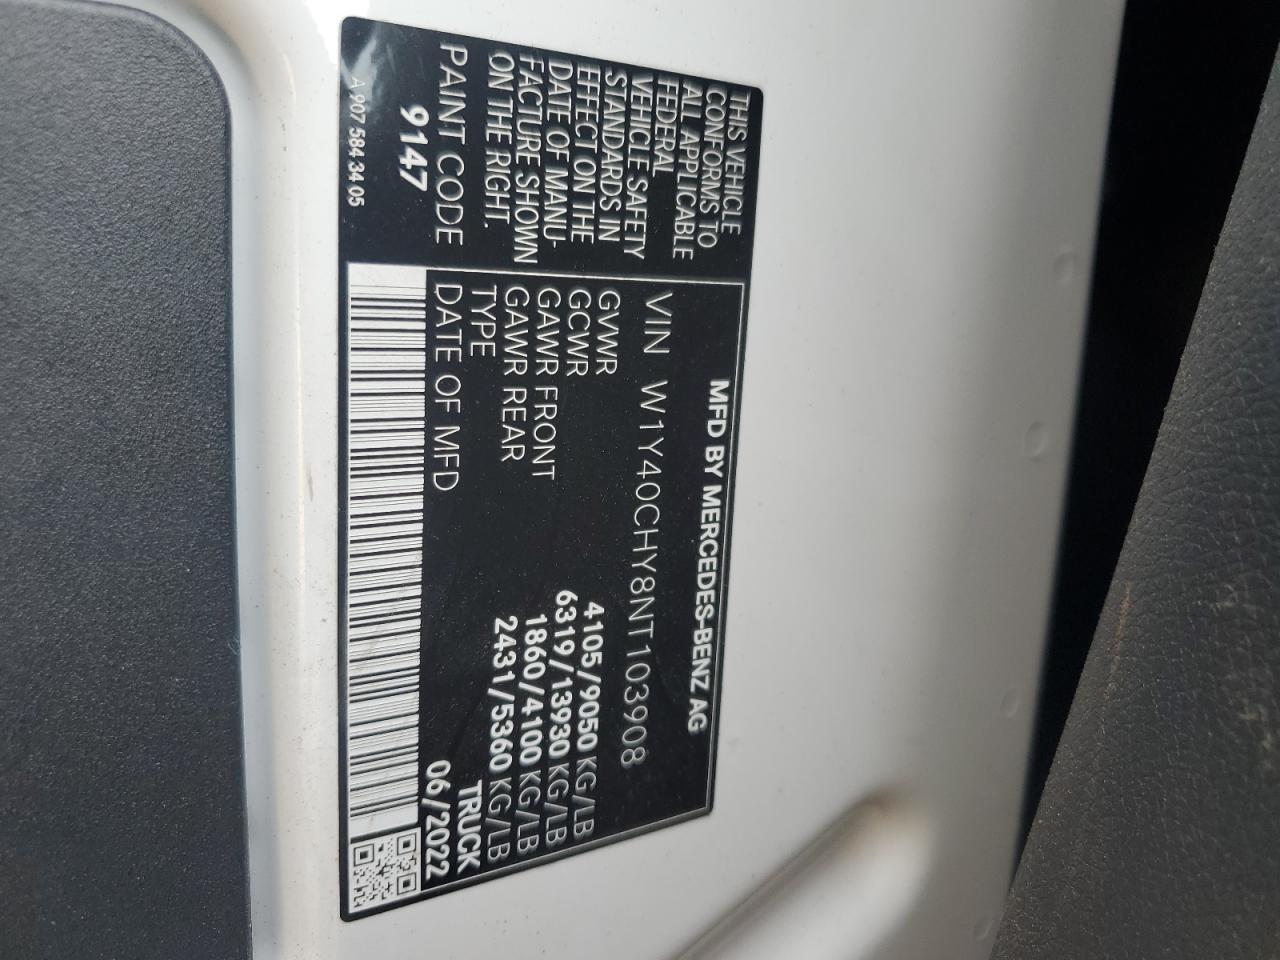 MFD BY MERCEDES-BENZ AG
THIS VEHICLE
CONFORMS TO
ALL APPLICABLE
FEDERAL
VEHICLE SAFETY
STANDARDS IN
EFFECT ON THE
DATE OF MANU-
FACTURE SHOWN
ON THE RIGHT.
PAINT CODE
9147
A 907 584 34 05
VIN W1Y40CHY8NT103908
GVWR 4105/9050 KG/LB
GCWR 6319/13930 KG/LB
GAWR FRONT 1860/4100 KG/LB
GAWR REAR 2431/5360 KG/LB
TYPE TRUCK
DATE OF MFD 06/2022